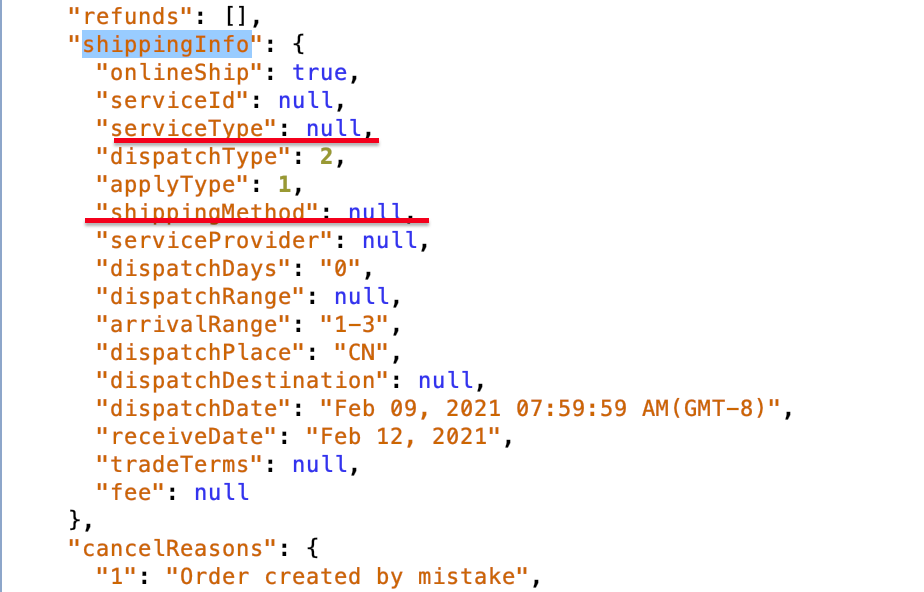 "refunds": [],
"shippingInfo": {
"onlineShip": true,
"serviceId": null,
"serviceType": null,
"dispatchType": 2,
"applyType": 1,
"shippingMethod": null,
"serviceProvider": null,
"dispatchDays": "0",
"dispatchRange": null,
"arrivalRange": "1-3",
"dispatchPlace": "CN",
"dispatchDestination": null,
"dispatchDate": "Feb 09, 2021 07:59:59 AM(GMT-8)",
"receiveDate": "Feb 12, 2021",
"tradeTerms": null,
"fee": null
},
"cancelReasons": {
"1": "Order created by mistake",